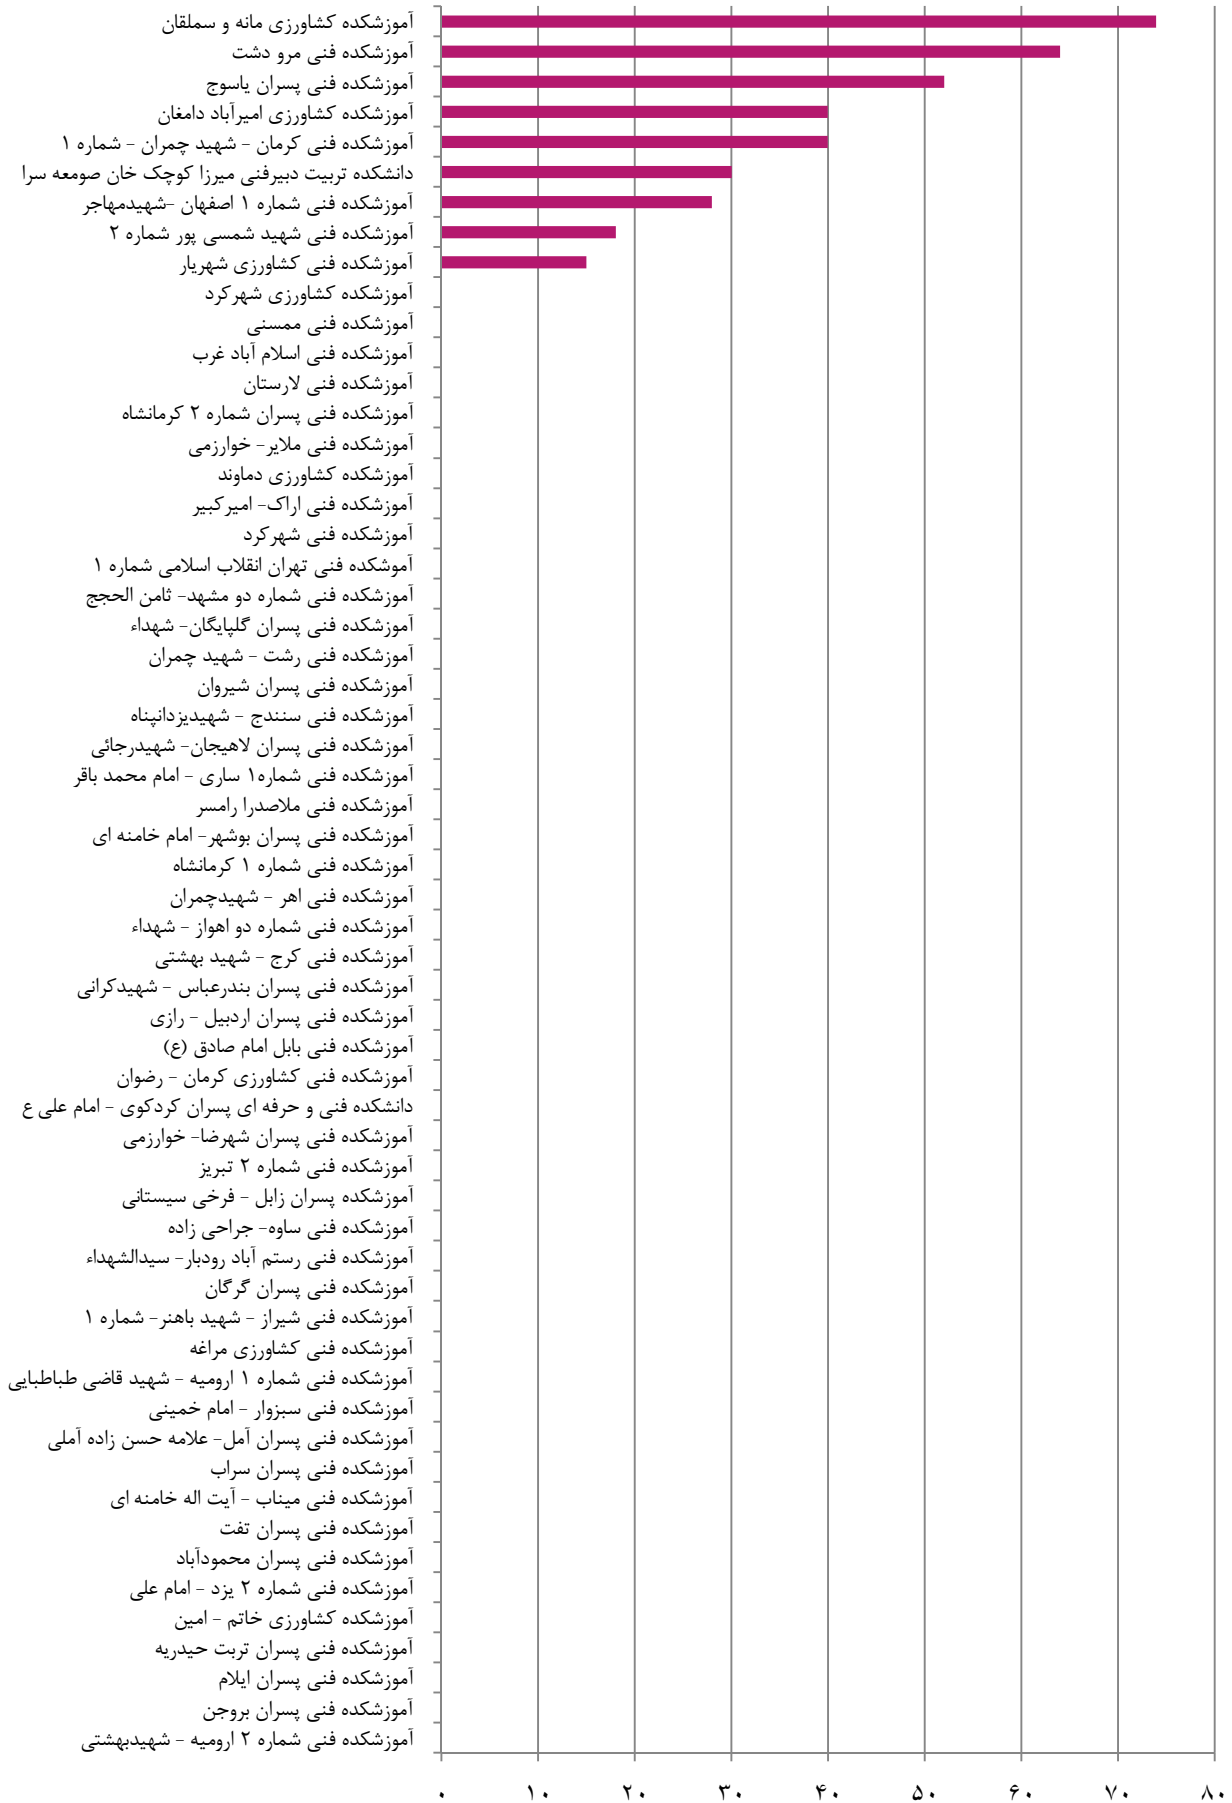 آموزشکده کشاورزی مانه و سملقان
آموزشکده فنی مرو دشت
آموزشکده فنی پسران یاسوج
آموزشکده کشاورزی امیرآباد دامغان
آموزشکده فنی کرمان - شهید چمران - شماره ۱
دانشکده تربیت دبیرفنی میرزا کوچک خان صومعه سرا
آموزشکده فنی شماره ۱ اصفهان -شهیدمهاجر
آموزشکده فنی شهید شمسی پور شماره ۲
آموزشکده فنی کشاورزی شهریار
آموزشکده کشاورزی شهرکرد
آموزشکده فنی ممسنی
آموزشکده فنی اسلام آباد غرب
آموزشکده فنی لارستان
آموزشکده فنی پسران شماره ۲ کرمانشاه
آموزشکده فنی ملایر- خوارزمی
آموزشکده کشاورزی دماوند
آموزشکده فنی اراک- امیرکبیر
آموزشکده فنی شهرکرد
آموشکده فنی تهران انقلاب اسلامی شماره ۱
آموزشکده فنی شماره دو مشهد- ثامن الحجج
آموزشکده فنی پسران گلپایگان- شهداء
آموزشکده فنی رشت - شهید چمران
آموزشکده فنی پسران شیروان
آموزشکده فنی سنندج - شهیدیزدانپناه
آموزشکده فنی پسران لاهیجان- شهیدرجائی
آموزشکده فنی شماره۱ ساری - امام محمد باقر
آموزشکده فنی ملاصدرا رامسر
آموزشکده فنی پسران بوشهر- امام خامنه ای
آموزشکده فنی شماره ۱ کرمانشاه
آموزشکده فنی اهر - شهیدچمران
آموزشکده فنی شماره دو اهواز - شهداء
آموزشکده فنی کرج - شهید بهشتی
آموزشکده فنی پسران بندرعباس - شهیدکرانی
آموزشکده فنی پسران اردبیل - رازی
آموزشکده فنی بابل امام صادق (ع)
آموزشکده فنی کشاورزی کرمان - رضوان
دانشکده فنی و حرفه ای پسران کردکوی - امام علی ع
آموزشکده فنی پسران شهرضا- خوارزمی
آموزشکده فنی شماره ۲ تبریز
آموزشکده پسران زابل - فرخی سیستانی
آموزشکده فنی ساوه- جراحی زاده
آموزشکده فنی رستم آباد رودبار- سیدالشهداء
آموزشکده فنی پسران گرگان
آموزشکده فنی شیراز - شهید باهنر- شماره ۱
آموزشکده فنی کشاورزی مراغه
آموزشکده فنی شماره ۱ ارومیه - شهید قاضی طباطبایی
آموزشکده فنی سبزوار - امام خمینی
آموزشکده فنی پسران آمل- علامه حسن زاده آملی
آموزشکده فنی پسران سراب
آموزشکده فنی میناب - آیت اله خامنه ای
آموزشکده فنی پسران تفت
آموزشکده فنی پسران محمودآباد
آموزشکده فنی شماره ۲ یزد - امام علی
آموزشکده کشاورزی خاتم - امین
آموزشکده فنی پسران تربت حیدریه
آموزشکده فنی پسران ایلام
آموزشکده فنی پسران بروجن
آموزشکده فنی شماره ۲ ارومیه - شهیدبهشتی
۰ ۱۰ ۲۰ ۳۰ ۴۰ ۵۰ ۶۰ ۷۰ ۸۰